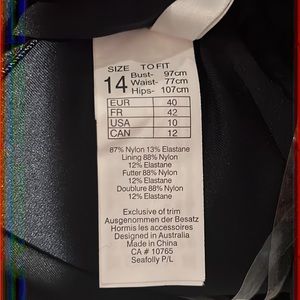 SIZE TO FIT
14 Bust- 97cm
Waist- 77cm
Hips- 107cm
EUR 40
FR 42
USA 10
CAN 12
87% Nylon 13% Elastane
Lining 88% Nylon
12% Elastane
Futter 88% Nylon
12% Elastane
Doublure 88% Nylon
12% Elastane
Exclusive of trim
Ausgenommen der Besatz
Hormis les accessoires
Designed in Australia
Made in China
CA # 10765
Seafolly P/L